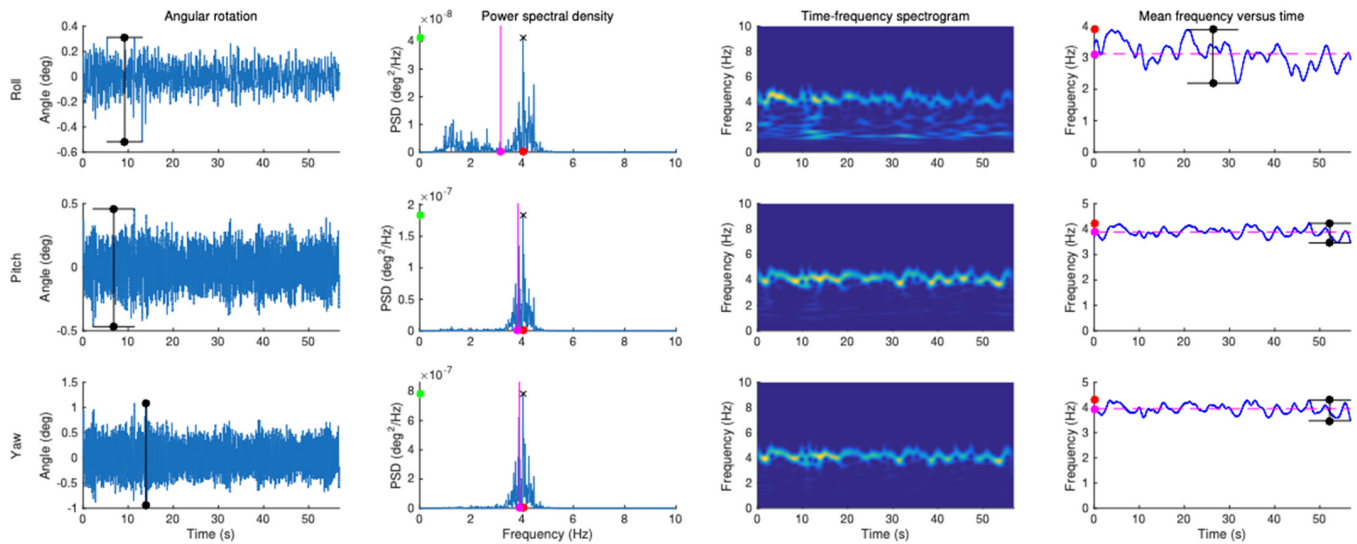 Angular rotation
Power spectral density
Time-frequency spectrogram
Mean frequency versus time
Roll
Angle (deg)
0.4
0.2
0
-0.2
-0.4
-0.6
0 10 20 30 40 50
×10⁻⁸
PSD (deg²/Hz)
5
4
3
2
1
0
0 2 4 6 8 10
Frequency (Hz)
10
8
6
4
2
0
0 10 20 30 40 50
Frequency (Hz)
4
3
2
1
0
0 10 20 30 40 50
Pitch
Angle (deg)
0.5
0
-0.5
0 10 20 30 40 50
×10⁻⁷
PSD (deg²/Hz)
2
1.5
1
0.5
0
0 2 4 6 8 10
Frequency (Hz)
10
8
6
4
2
0
0 10 20 30 40 50
Frequency (Hz)
5
4
3
2
1
0
0 10 20 30 40 50
Yaw
Angle (deg)
1.5
1
0.5
0
-0.5
-1
0 10 20 30 40 50
Time (s)
×10⁻⁷
PSD (deg²/Hz)
8
6
4
2
0
0 2 4 6 8 10
Frequency (Hz)
Frequency (Hz)
10
8
6
4
2
0
0 10 20 30 40 50
Time (s)
Frequency (Hz)
5
4
3
2
1
0
0 10 20 30 40 50
Time (s)